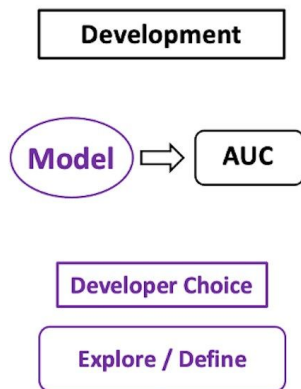 Development
Model
AUC
Developer Choice
Explore / Define